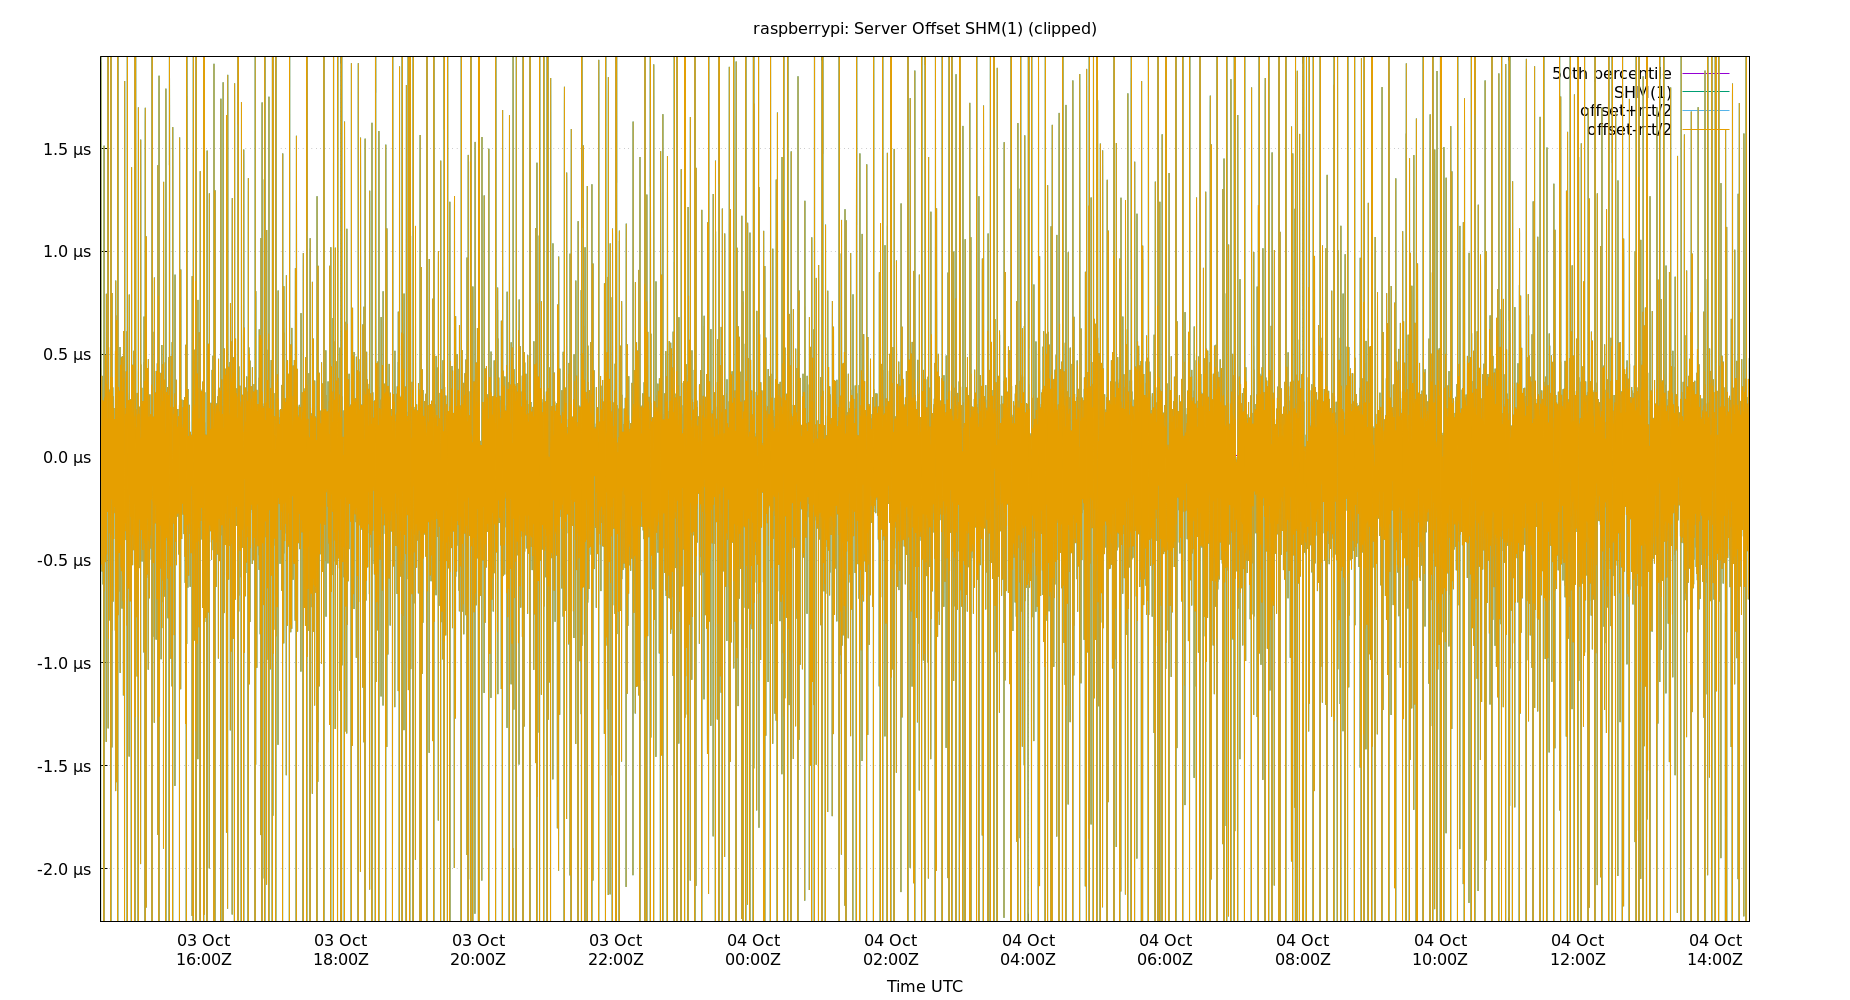 raspberrypi: Server Offset SHM(1) (clipped)
50th percentile
SHM(1)
offset+rtt/2
offset-rtt/2
1.5 µs
1.0 µs
0.5 µs
0.0 µs
-0.5 µs
-1.0 µs
-1.5 µs
-2.0 µs
03 Oct 03 Oct 03 Oct 03 Oct 04 Oct 04 Oct 04 Oct 04 Oct 04 Oct 04 Oct 04 Oct 04 Oct
16:00Z 18:00Z 20:00Z 22:00Z 00:00Z 02:00Z 04:00Z 06:00Z 08:00Z 10:00Z 12:00Z 14:00Z
Time UTC